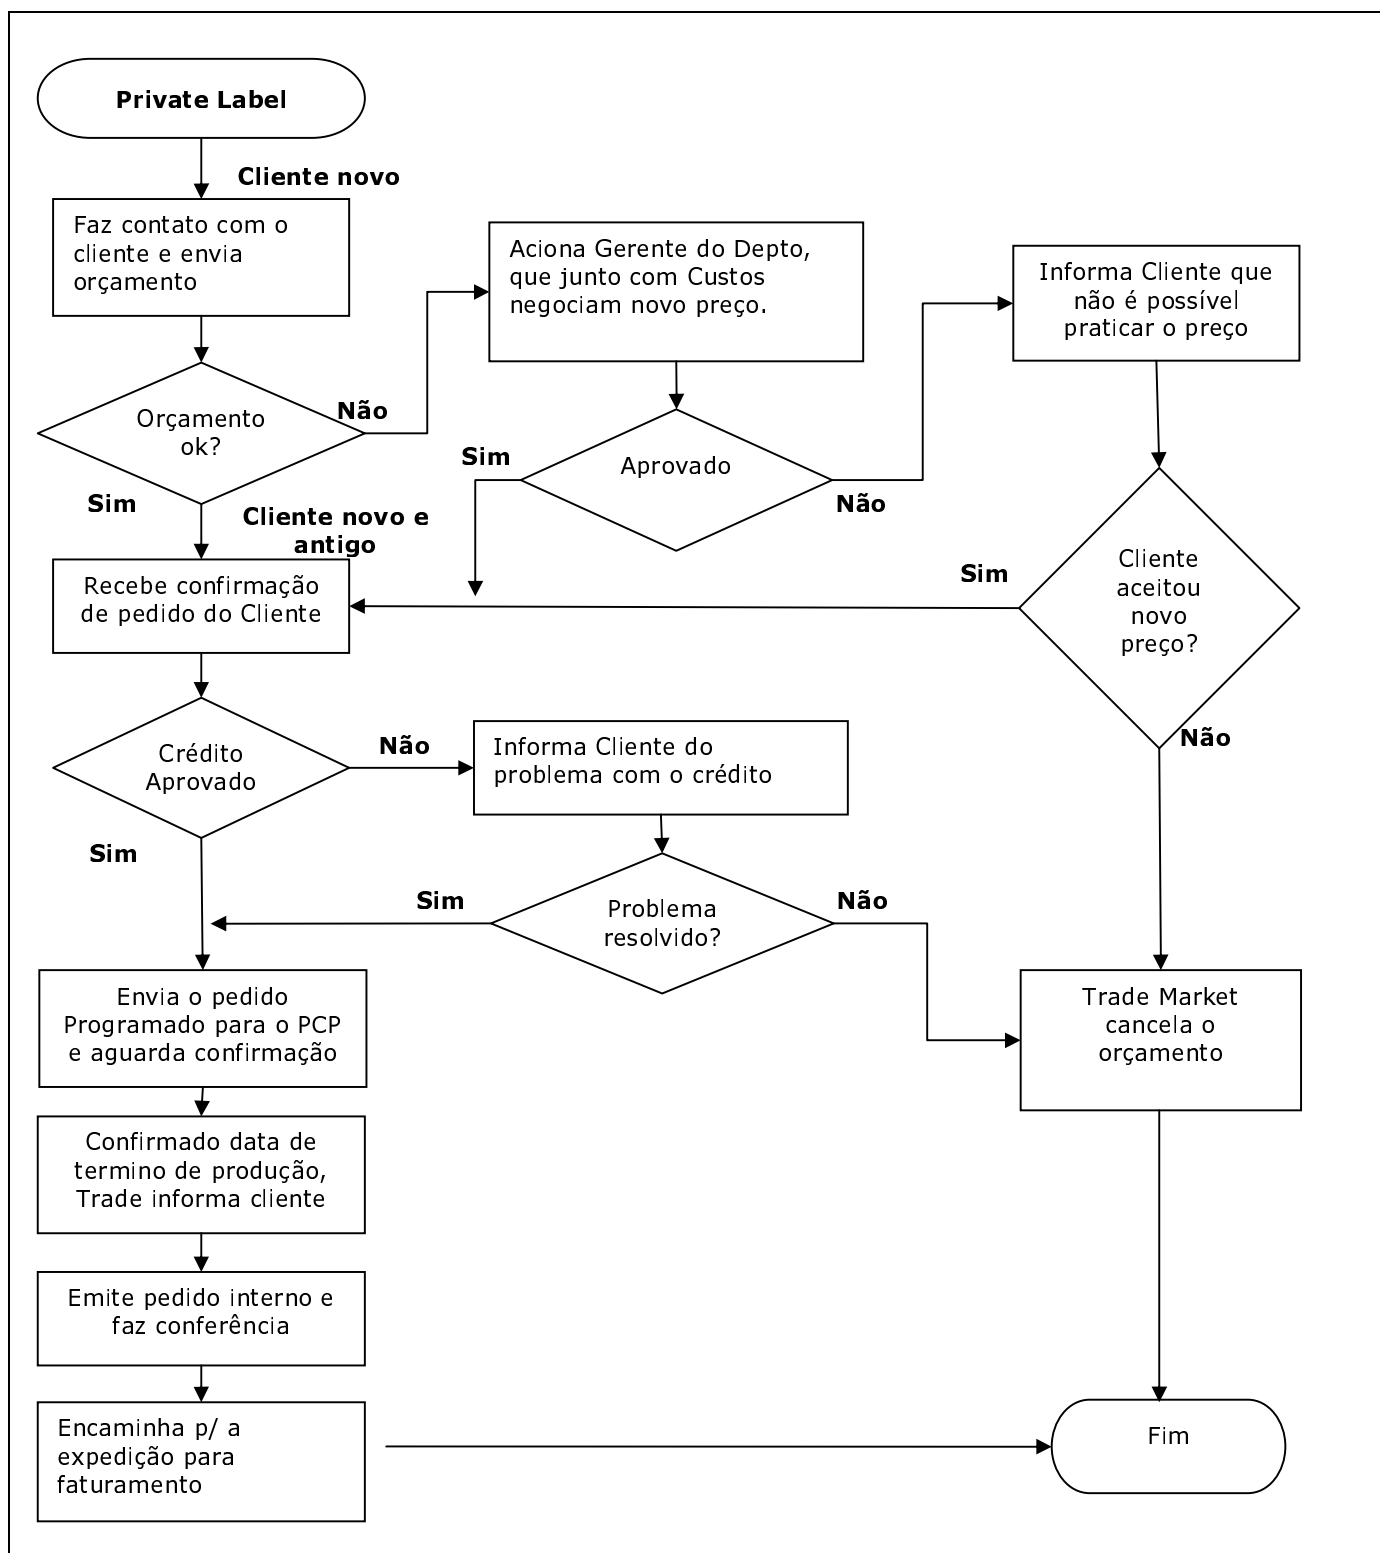 Private Label
Cliente novo
Faz contato com o
cliente e envia
orçamento
Aciona Gerente do Depto,
que junto com Custos
negociam novo preço.
Informa Cliente que
não é possível
praticar o preço
Orçamento
ok?
Não
Sim
Aprovado
Sim
Não
Cliente novo e
antigo
Recebe confirmação
de pedido do Cliente
Cliente
aceitou
novo
preço?
Sim
Não
Crédito
Aprovado
Não
Sim
Informa Cliente do
problema com o crédito
Problema
resolvido?
Sim
Não
Envia o pedido
Programado para o PCP
e aguarda confirmação
Trade Market
cancela o
orçamento
Confirmado data de
termino de produção,
Trade informa cliente
Emite pedido interno e
faz conferência
Encaminha p/ a
expedição para
faturamento
Fim